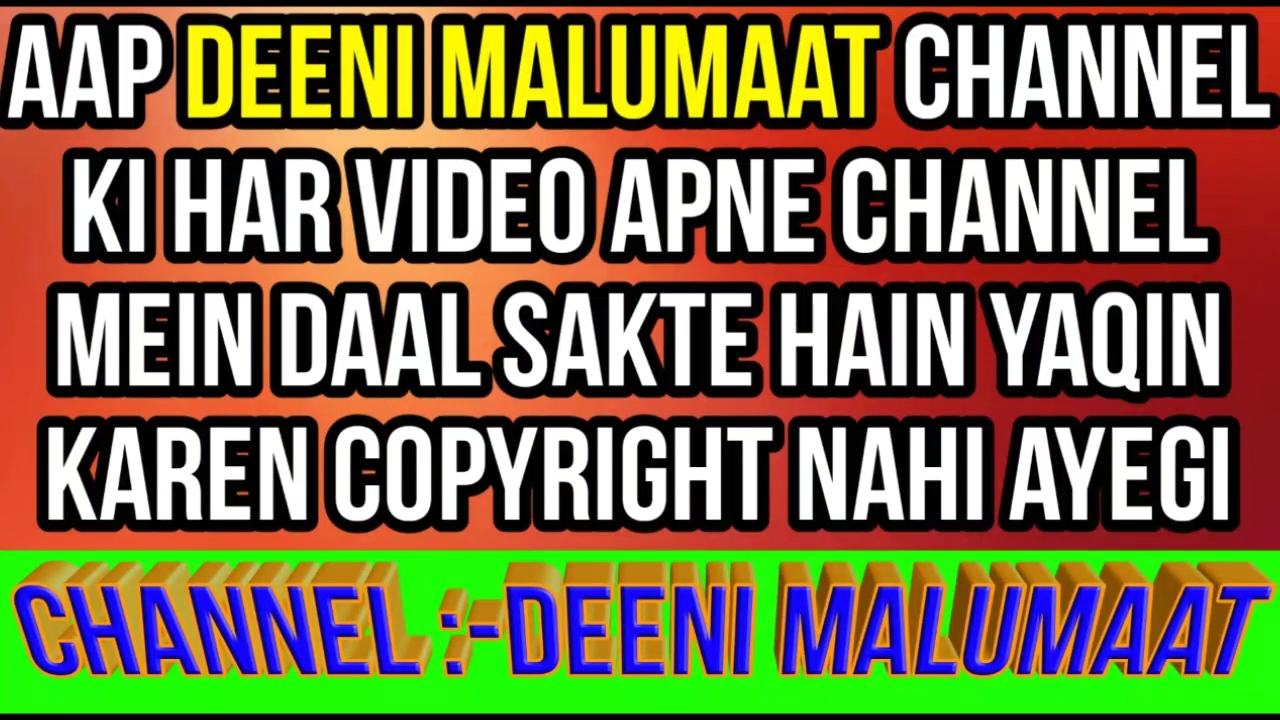 AAP DEENI MALUMAAT CHANNEL
KI HAR VIDEO APNE CHANNEL
MEIN DAAL SAKTE HAIN YAQIN
KAREN COPYRIGHT NAHI AYEGI
CHANNEL :-DEENI MALUMAAT